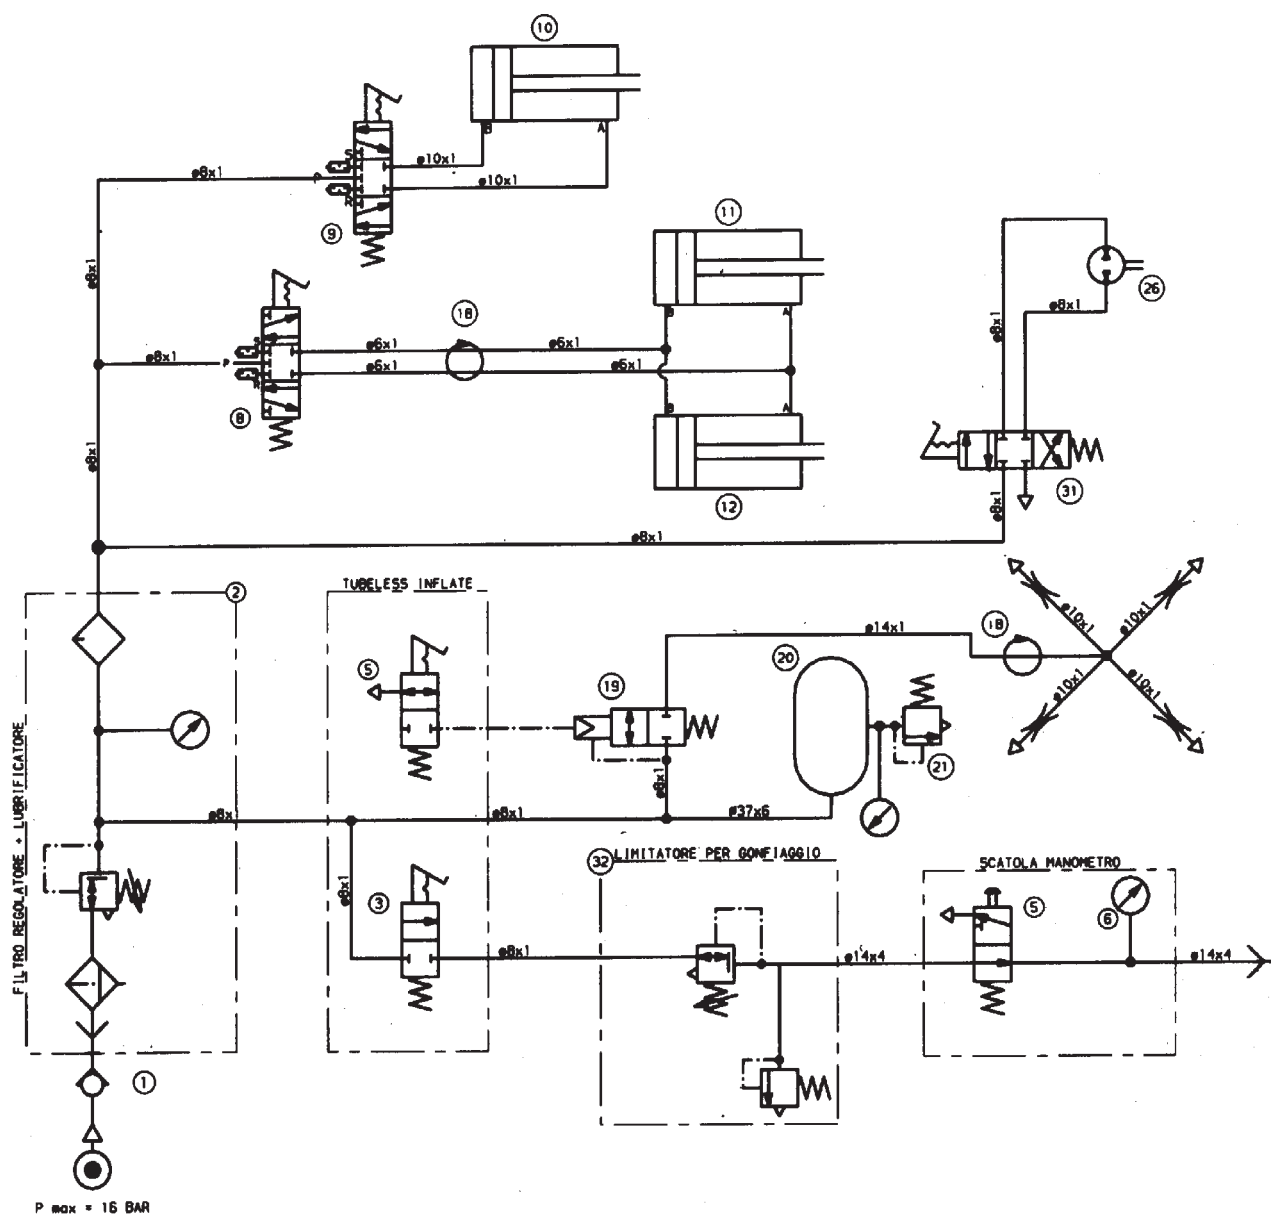 10
B
A
ø10x1
ø10x1
ø8x1
P
S
R
9
ø8x1
11
26
ø8x1
ø8x1
18
B
A
ø6x1
ø6x1
ø6x1
ø6x1
ø8x1
P
S
R
8
B
A
12
31
ø8x1
ø8x1
ø8x1
2
TUBELESS INFLATE
5
19
20
ø14x1
18
ø10x1
ø10x1
ø10x1
ø10x1
21
FILTRO REGOLATORE + LUBRIFICATORE
ø8x
ø8x1
ø8x1
ø37x6
32
LIMITATORE PER GONFIAGGIO
SCATOLA MANOMETRO
ø8x1
3
5
6
ø8x1
ø14x4
ø14x4
1
P max = 16 BAR